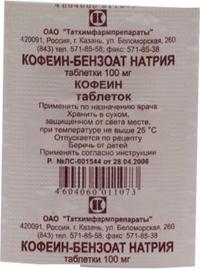 ОАО "Татхимфармпрепараты"
420091, Россия, г. Казань, ул. Беломорская, 260
(843) тел. 571-85-58; факс: 571-85-38
КОФЕИН-БЕНЗОАТ НАТРИЯ
таблетки 100 мг
КОФЕИН
таблеток
Применять по назначению врача
Хранить в сухом,
защищенном от света месте,
при температуре не выше 25 °С
Отпускается по рецепту
Беречь от детей
Применять согласно инструкции
Р. №ЛС-001544 от 28.04.2006
4604060011073
ОАО "Татхимфармпрепараты"
420091, Россия, г. Казань, ул. Беломорская, 260
(843) тел. 571-85-58; факс: 571-85-38
КОФЕИН-БЕНЗОАТ НАТРИЯ
таблетки 100 мг